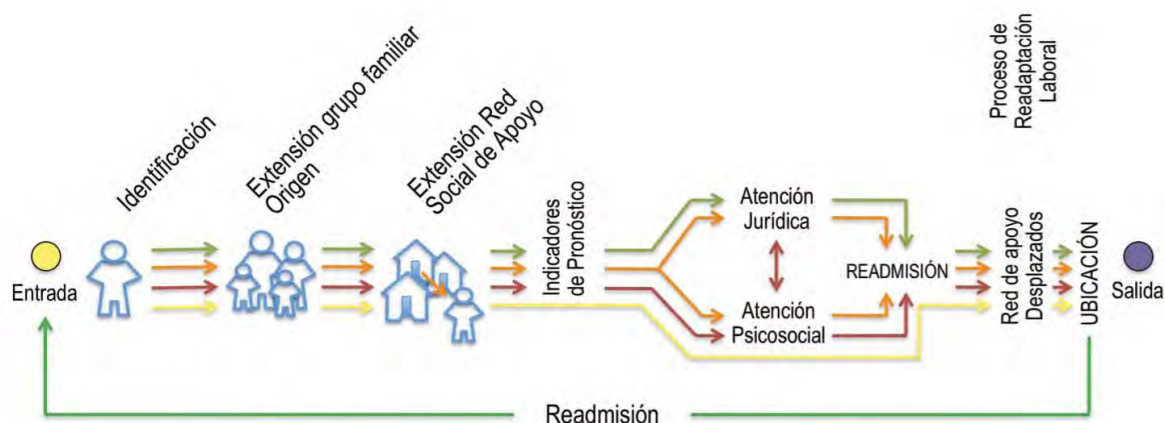 Entrada
Identificación
Extensión grupo familiar
Origen
Extensión Red
Social de Apoyo
Indicadores
de Pronóstico
Atención
Jurídica
Atención
Psicosocial
READMISIÓN
Proceso de
Readaptación
Laboral
Red de apoyo
Desplazados
UBICACIÓN
Salida
Readmisión